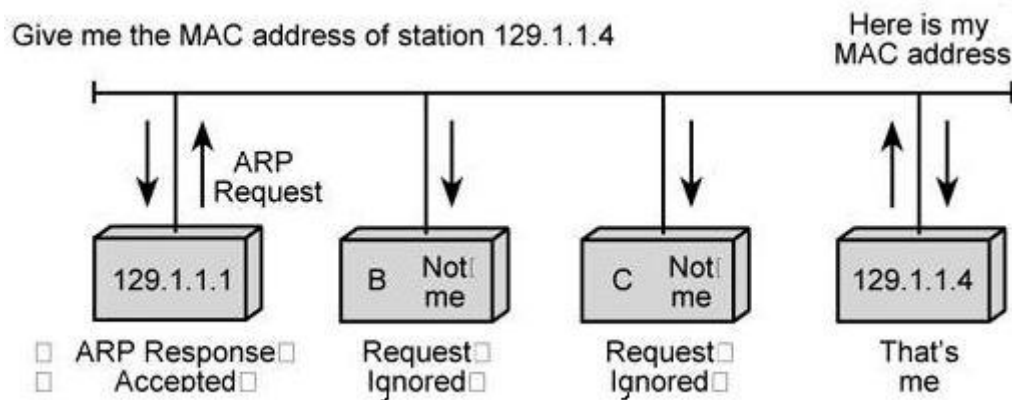 Give me the MAC address of station 129.1.1.4
Here is my
MAC address
ARP
Request
129.1.1.1
B
Not
me
C
Not
me
129.1.1.4
ARP Response
Accepted
Request
Ignored
Request
Ignored
That's
me